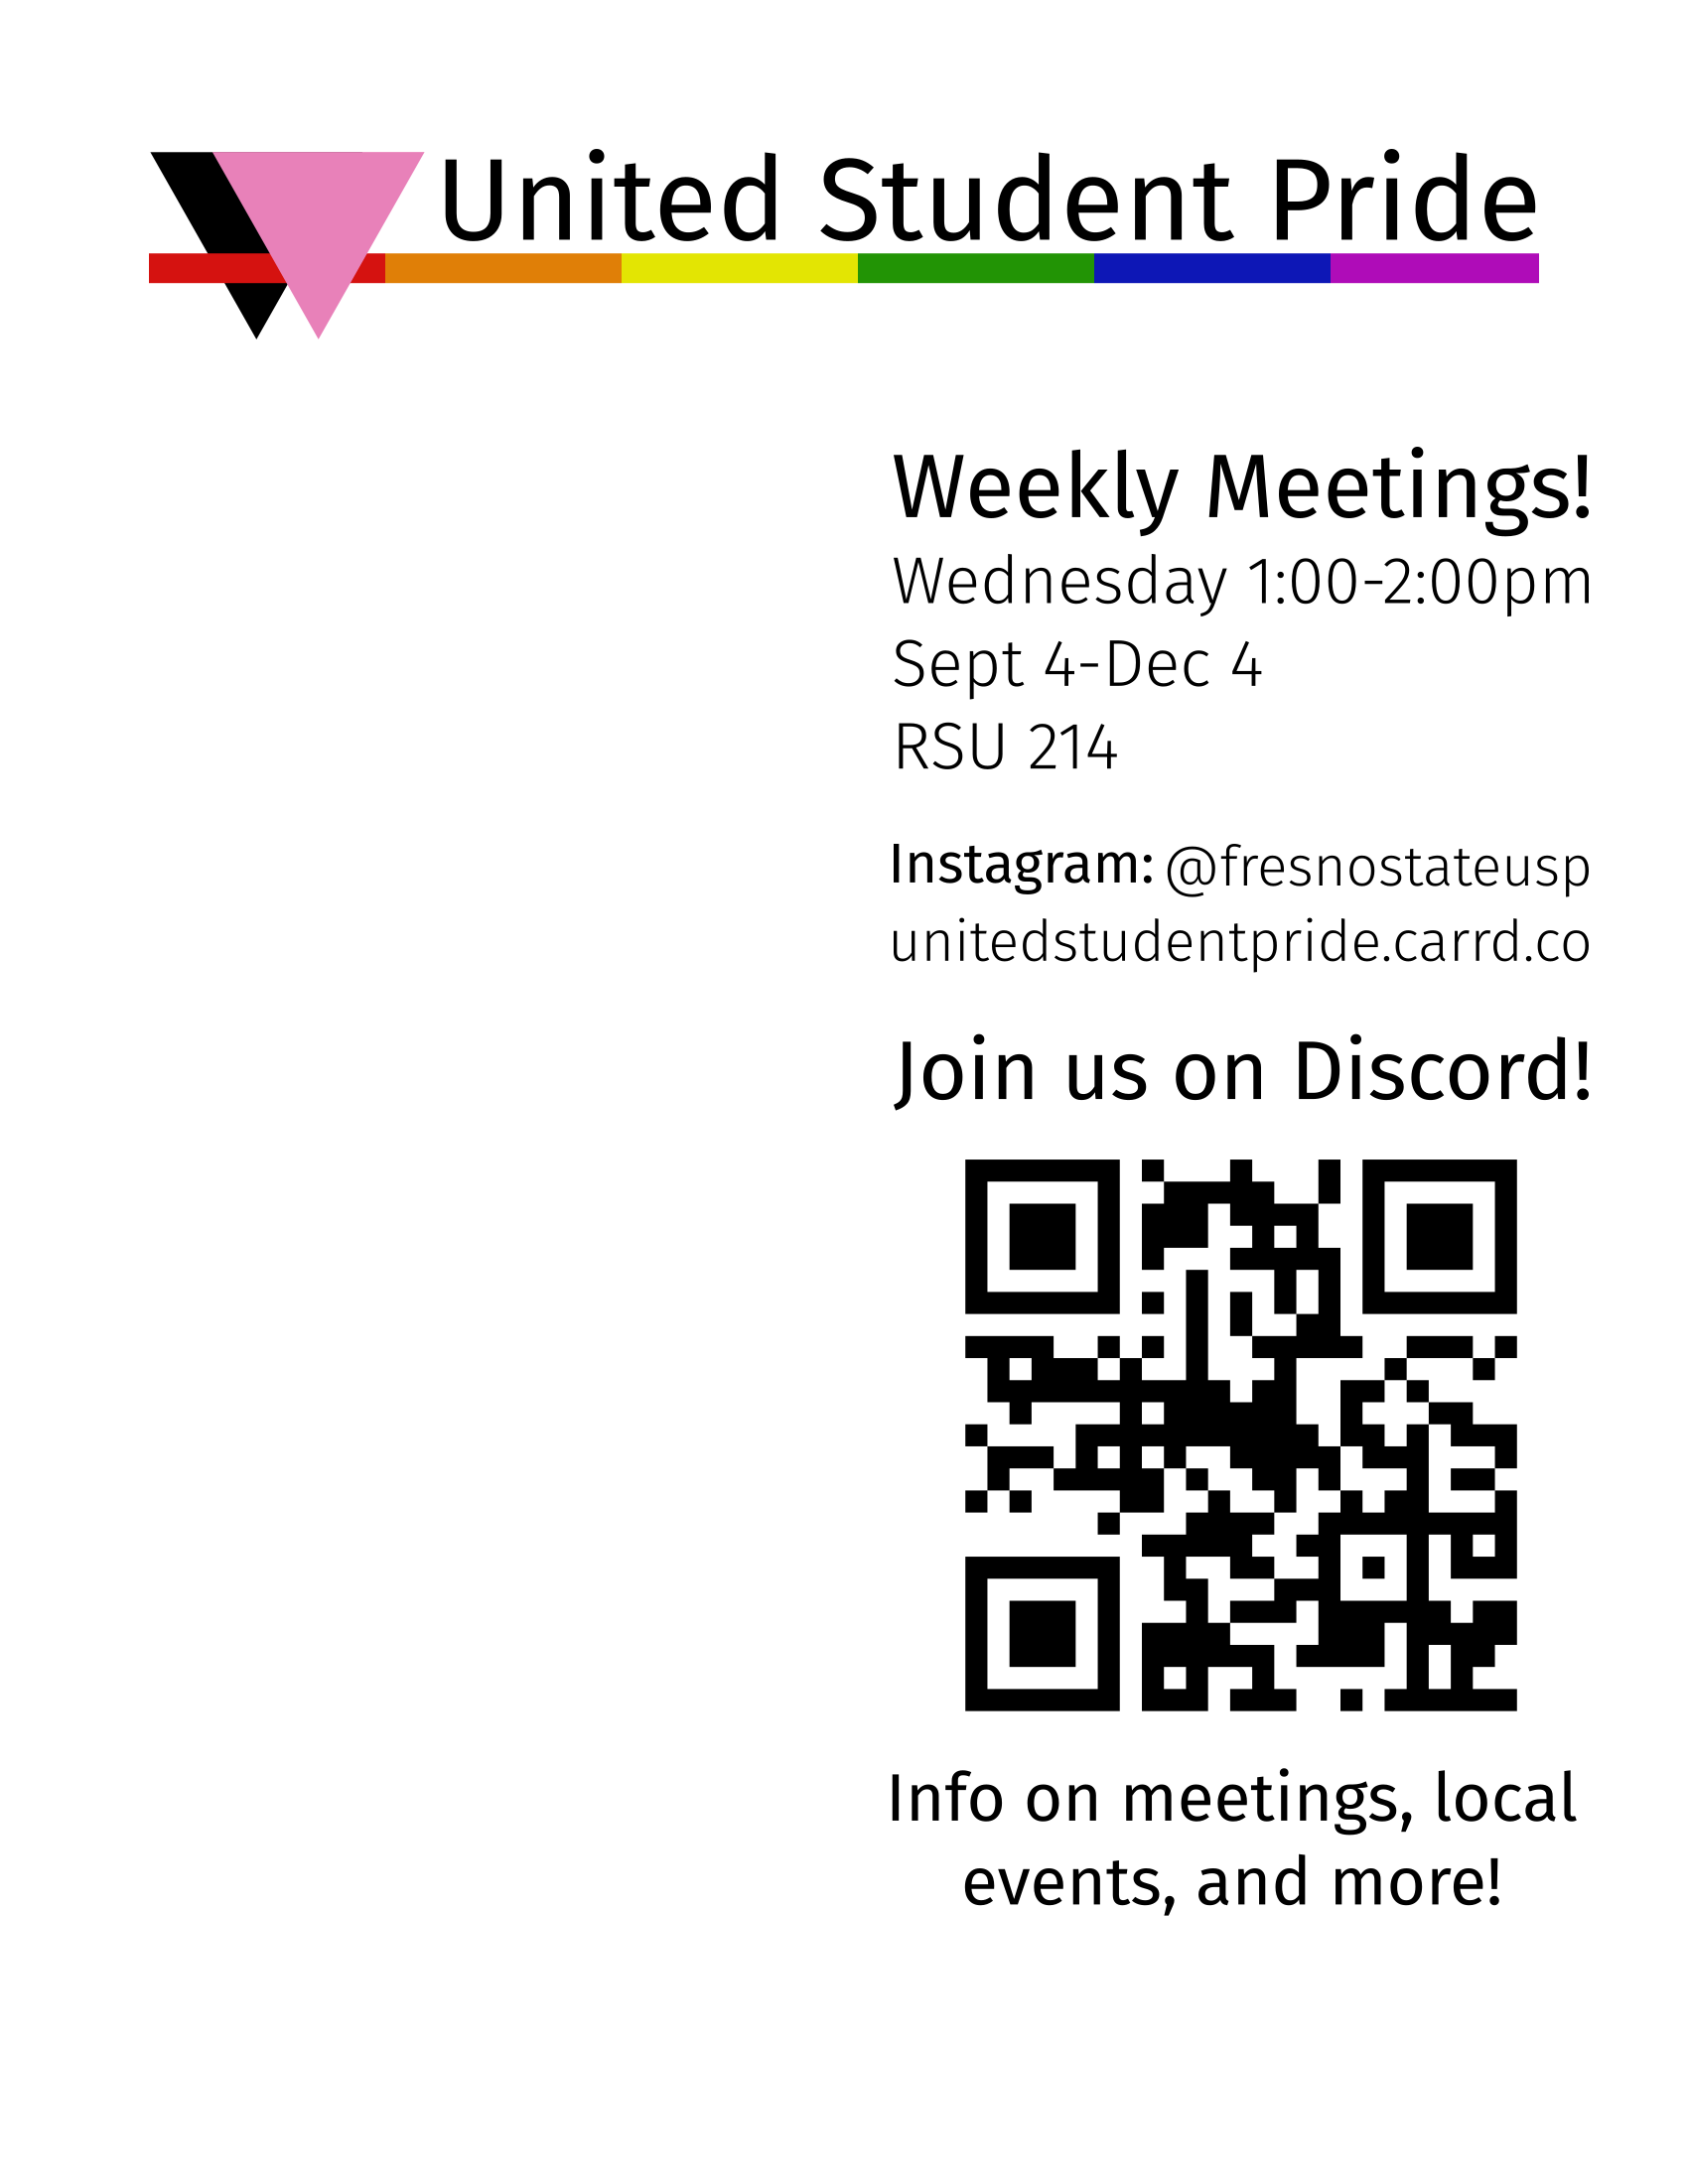 United Student Pride
Weekly Meetings!
Wednesday 1:00-2:00pm
Sept 4-Dec 4
RSU 214
Instagram: @fresnostateusp
unitedstudentpride.carrd.co
Join us on Discord!
Info on meetings, local
events, and more!